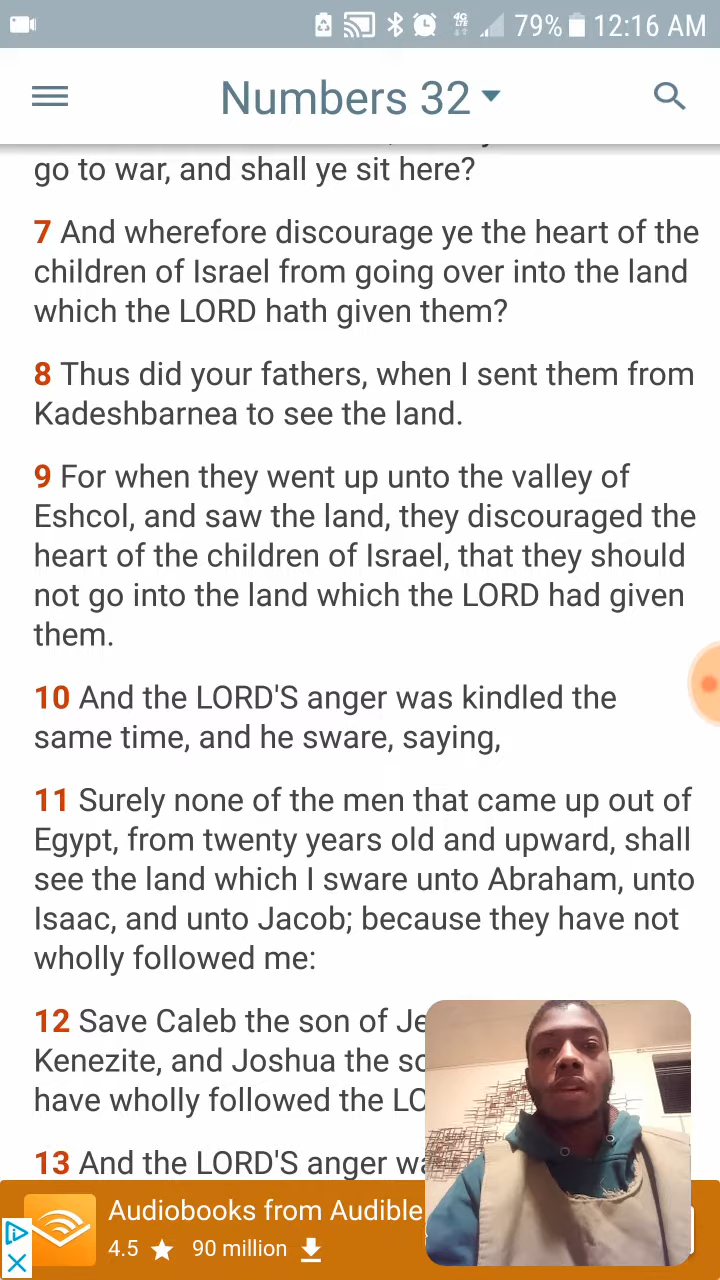 4G
LTE
79%
12:16 AM
Numbers 32
go to war, and shall ye sit here?
7 And wherefore discourage ye the heart of the
children of Israel from going over into the land
which the LORD hath given them?
8 Thus did your fathers, when I sent them from
Kadeshbarnea to see the land.
9 For when they went up unto the valley of
Eshcol, and saw the land, they discouraged the
heart of the children of Israel, that they should
not go into the land which the LORD had given
them.
10 And the LORD'S anger was kindled the
same time, and he sware, saying,
11 Surely none of the men that came up out of
Egypt, from twenty years old and upward, shall
see the land which I sware unto Abraham, unto
Isaac, and unto Jacob; because they have not
wholly followed me:
12 Save Caleb the son of Je
Kenezite, and Joshua the so
have wholly followed the LO
13 And the LORD'S anger wa
Audiobooks from Audible
4.5 ★ 90 million